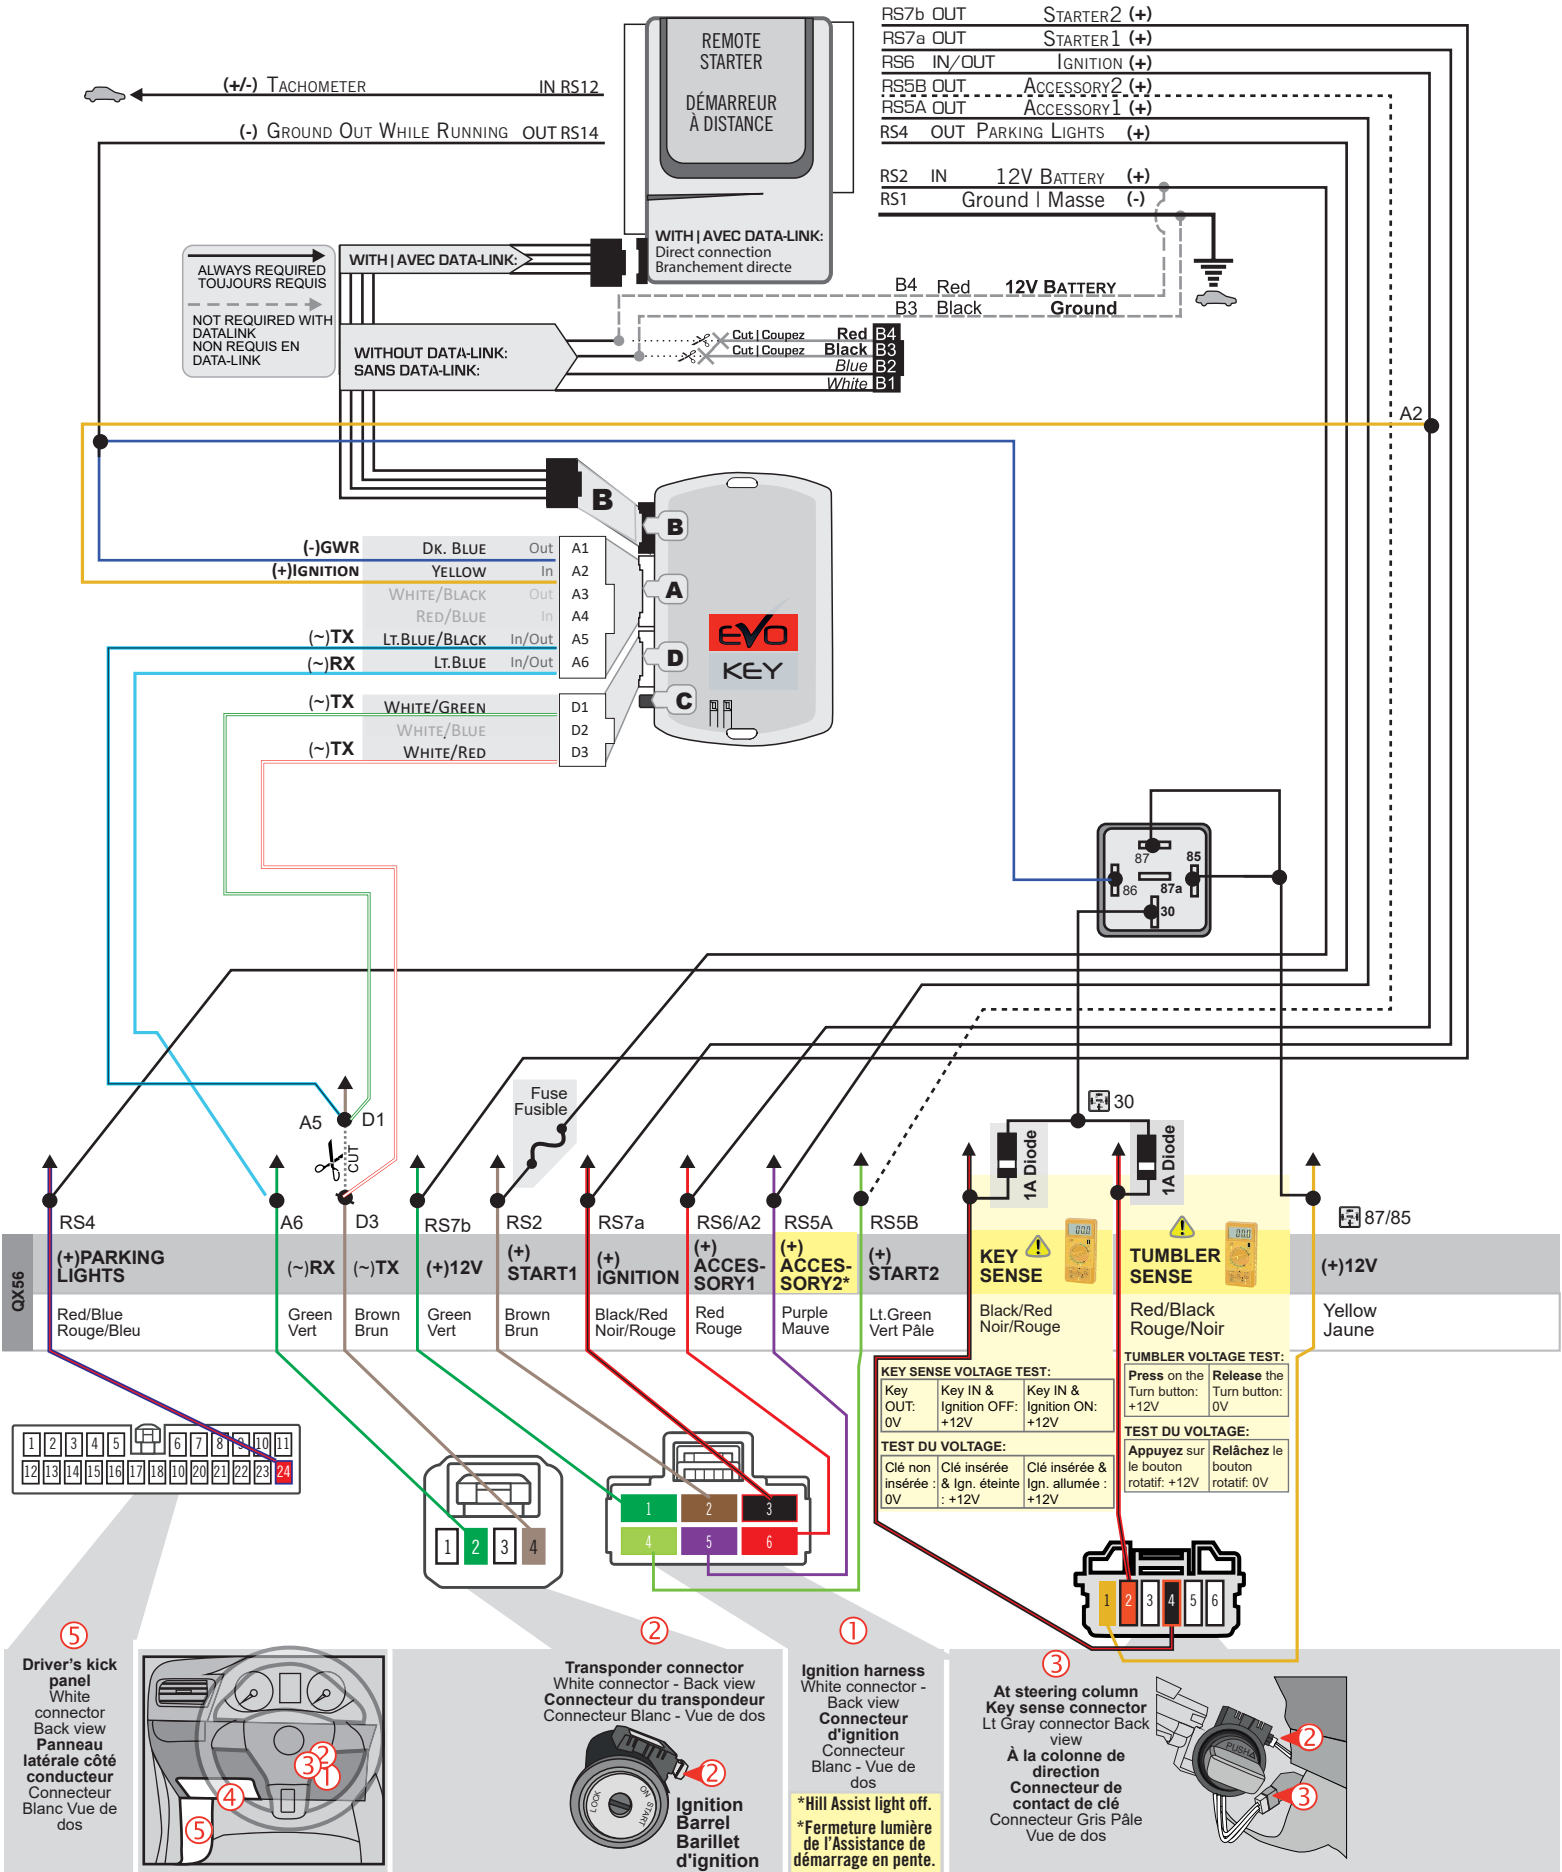 REMOTE
STARTER
DÉMARREUR
À DISTANCE
WITH | AVEC DATA-LINK:
Direct connection
Branchement directe
RS7b OUT STARTER2 (+)
RS7a OUT STARTER1 (+)
RS6 IN/OUT IGNITION (+)
RS5B OUT ACCESSORY2 (+)
RS5A OUT ACCESSORY1 (+)
RS4 OUT PARKING LIGHTS (+)
RS2 IN 12V BATTERY (+)
RS1 Ground | Masse (-)
(+/-) TACHOMETER IN RS12
(-) GROUND OUT WHILE RUNNING OUT RS14
ALWAYS REQUIRED
TOUJOURS REQUIS
NOT REQUIRED WITH
DATALINK
NON REQUIS EN
DATA-LINK
WITH | AVEC DATA-LINK:
WITHOUT DATA-LINK:
SANS DATA-LINK:
B4 Red 12V BATTERY
B3 Black Ground
Cut | Coupez Red B4
Cut | Coupez Black B3
Blue B2
White B1
A2
B
B
A
D
C
EVO
KEY
(-)GWR DK. BLUE Out A1
(+)IGNITION YELLOW In A2
WHITE/BLACK Out A3
RED/BLUE In A4
(~)TX LT.BLUE/BLACK In/Out A5
(~)RX LT.BLUE In/Out A6
(~)TX WHITE/GREEN D1
WHITE/BLUE D2
(~)TX WHITE/RED D3
87
85
86
87a
30
30
Fuse
Fusible
A5
D1
CUT
1A Diode
1A Diode
RS4
A6
D3
RS7b
RS2
RS7a
RS6/A2
RS5A
RS5B
87/85
QX56
(+)PARKING
LIGHTS
(~)RX
(~)TX
(+)12V
(+)
START1
(+)
IGNITION
(+)
ACCES-
SORY1
(+)
ACCES-
SORY2*
(+)
START2
KEY
SENSE
TUMBLER
SENSE
(+)12V
Red/Blue
Rouge/Bleu
Green
Vert
Brown
Brun
Green
Vert
Brown
Brun
Black/Red
Noir/Rouge
Red
Rouge
Purple
Mauve
Lt.Green
Vert Pâle
Black/Red
Noir/Rouge
Red/Black
Rouge/Noir
Yellow
Jaune
KEY SENSE VOLTAGE TEST:
Key
OUT:
0V
Key IN &
Ignition OFF:
+12V
Key IN &
Ignition ON:
+12V
TEST DU VOLTAGE:
Clé non
insérée :
0V
Clé insérée
& Ign. éteinte
: +12V
Clé insérée &
Ign. allumée :
+12V
TUMBLER VOLTAGE TEST:
Press on the
Turn button:
+12V
Release the
Turn button:
0V
TEST DU VOLTAGE:
Appuyez sur
le bouton
rotatif: +12V
Relâchez le
bouton
rotatif: 0V
1 2 3 4 5 6 7 8 9 10 11
12 13 14 15 16 17 18 10 20 21 22 23 24
1 2 3 4
1 2 3
4 5 6
1 2 3 4 5 6
5
Driver's kick
panel
White
connector
Back view
Panneau
latérale côté
conducteur
Connecteur
Blanc Vue de
dos
2
3
1
4
5
2
Transponder connector
White connector - Back view
Connecteur du transpondeur
Connecteur Blanc - Vue de dos
LOCK
ON
START
2
Ignition
Barrel
Barillet
d'ignition
1
Ignition harness
White connector -
Back view
Connecteur
d'ignition
Connecteur
Blanc - Vue de
dos
*Hill Assist light off.
*Fermeture lumière
de l'Assistance de
démarrage en pente.
3
At steering column
Key sense connector
Lt Gray connector Back
view
À la colonne de
direction
Connecteur de
contact de clé
Connecteur Gris Pâle
Vue de dos
PUSH
2
3